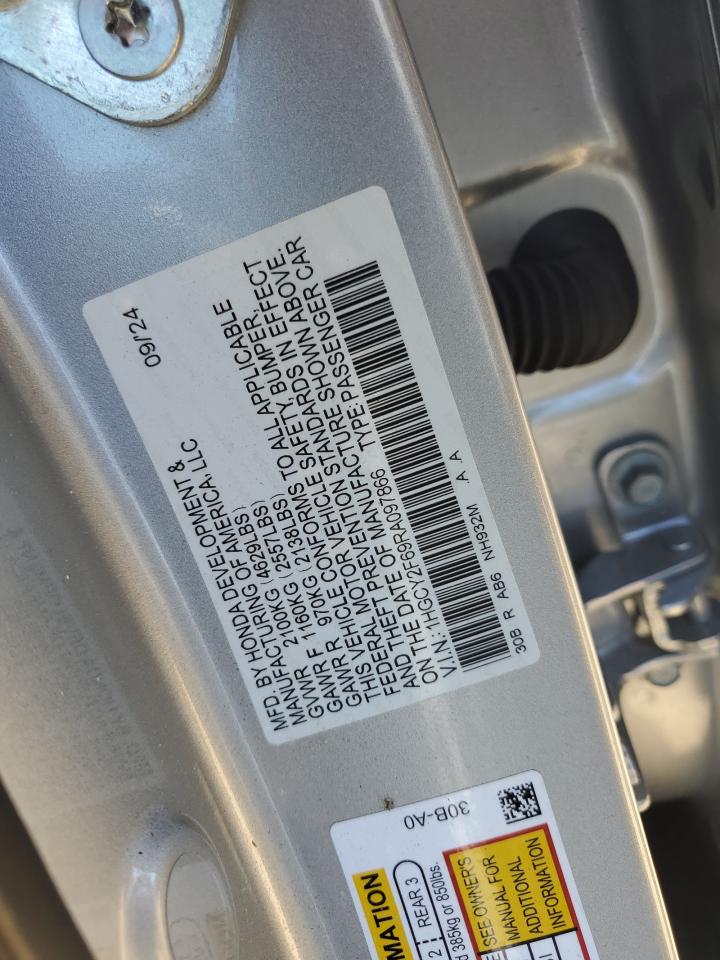 09/'24
MFD. BY HONDA DEVELOPMENT &
MANUFACTURING OF AMERICA, LLC
GVWR 2100KG ( 4629LBS)
GAWR F 1160KG ( 2557LBS)
GAWR R 970KG ( 2138LBS)
THIS VEHICLE CONFORMS TO ALL APPLICABLE
FEDERAL MOTOR VEHICLE SAFETY, BUMPER,
AND THEFT PREVENTION STANDARDS IN EFFECT
ON THE DATE OF MANUFACTURE SHOWN ABOVE.
V.I.N: 1HGCY2F69RA097866 TYPE PASSENGER CAR
30B R AB6 NH932M A A
30B-A0
MATION
2 REAR 3
385kg or 850lbs.
SEE OWNER'S
MANUAL FOR
ADDITIONAL
INFORMATION